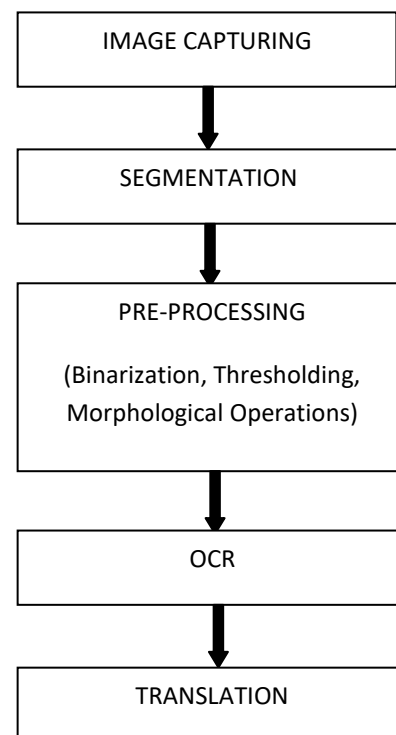 IMAGE CAPTURING
SEGMENTATION
PRE-PROCESSING
(Binarization, Thresholding,
Morphological Operations)
OCR
TRANSLATION